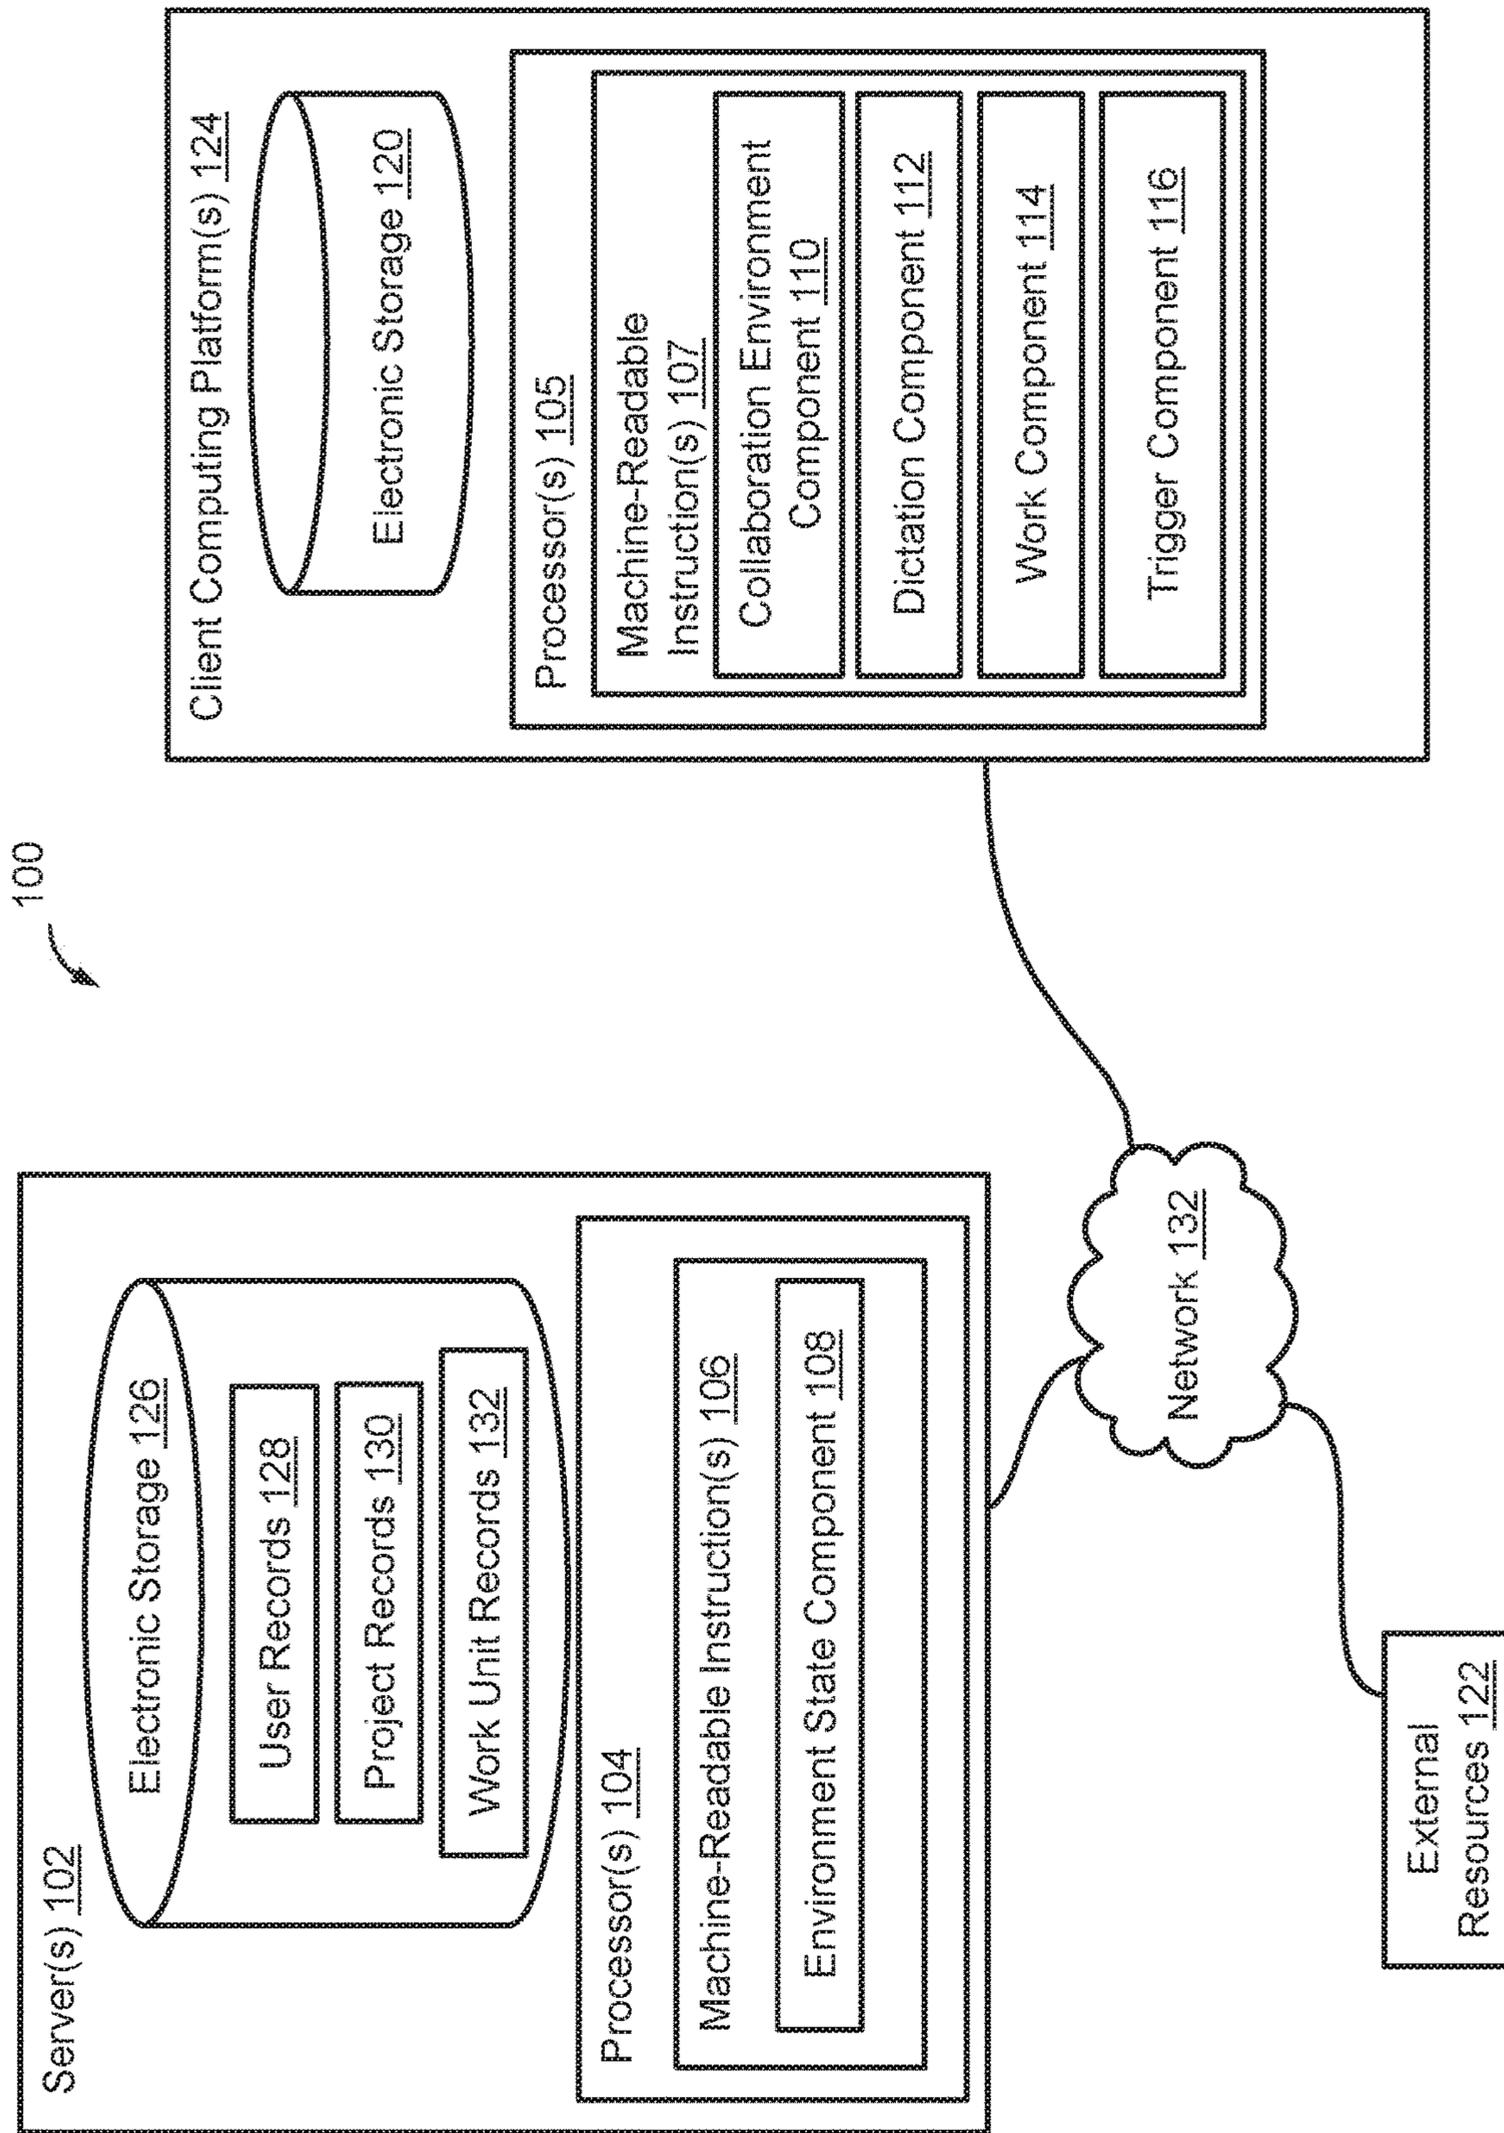 100
Server(s) 102
Electronic Storage 126
User Records 128
Project Records 130
Work Unit Records 132
Processor(s) 104
Machine-Readable Instruction(s) 106
Environment State Component 108
External
Resources 122
Network 132
Client Computing Platform(s) 124
Electronic Storage 120
Processor(s) 105
Machine-Readable
Instruction(s) 107
Collaboration Environment
Component 110
Dictation Component 112
Work Component 114
Trigger Component 116